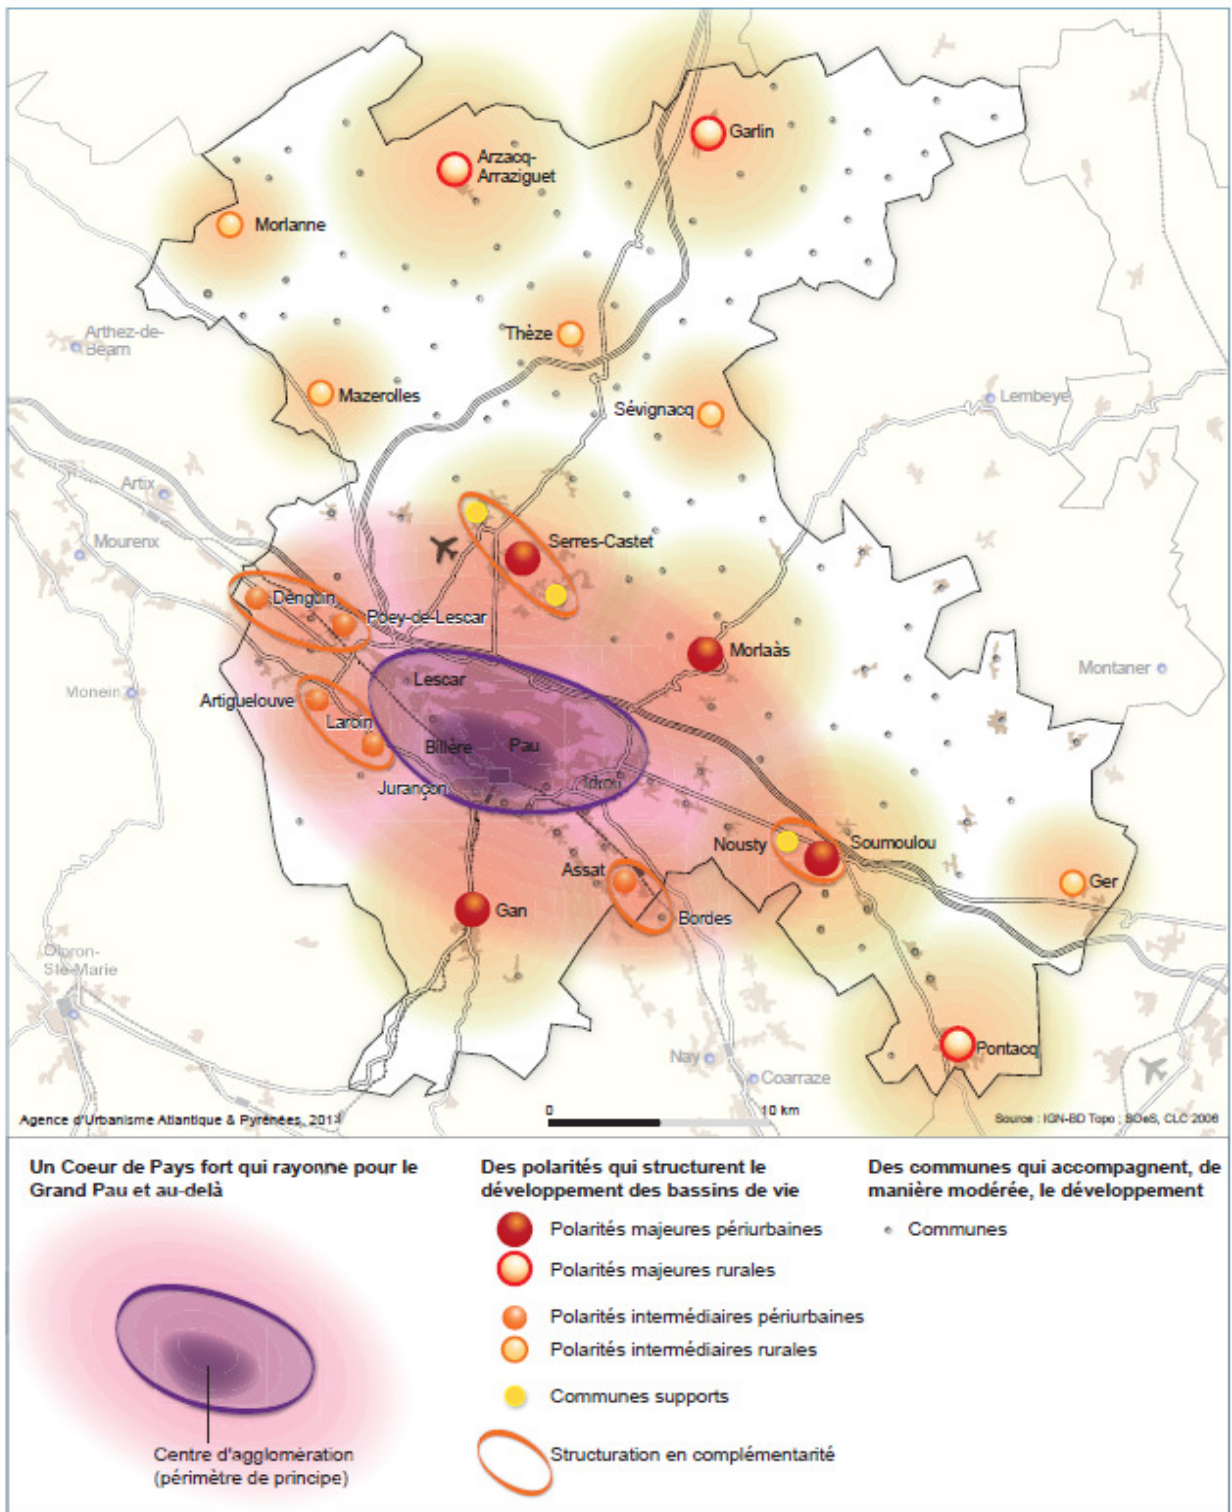 Garlin
Arzacq-
Arraziguet
Morlanne
Thèze
Arthez-de-
Béarn
Mazerolles
Sévignacq
Lembeye
Artix
Mourenx
Serres-Castet
Denguin
Poey-de-Lescar
Morlaàs
Montaner
Lescar
Monein
Artiguelouve
Laroin
Billère
Pau
Jurançon
Idron
Nousty
Soumoulou
Assat
Ger
Gan
Bordes
Oloron-
Ste-Marie
Pontacq
Nay
Coarraze
0
10 km
Agence d'Urbanisme Atlantique & Pyrénées,
Source : IGN-BD Topo ; SOeS, CLC 2006
Un Coeur de Pays fort qui rayonne pour le
Grand Pau et au-delà
Centre d'agglomération
(périmètre de principe)
Des polarités qui structurent le
développement des bassins de vie
Polarités majeures périurbaines
Polarités majeures rurales
Polarités intermédiaires périurbaines
Polarités intermédiaires rurales
Communes supports
Structuration en complémentarité
Des communes qui accompagnent, de
manière modérée, le développement
Communes